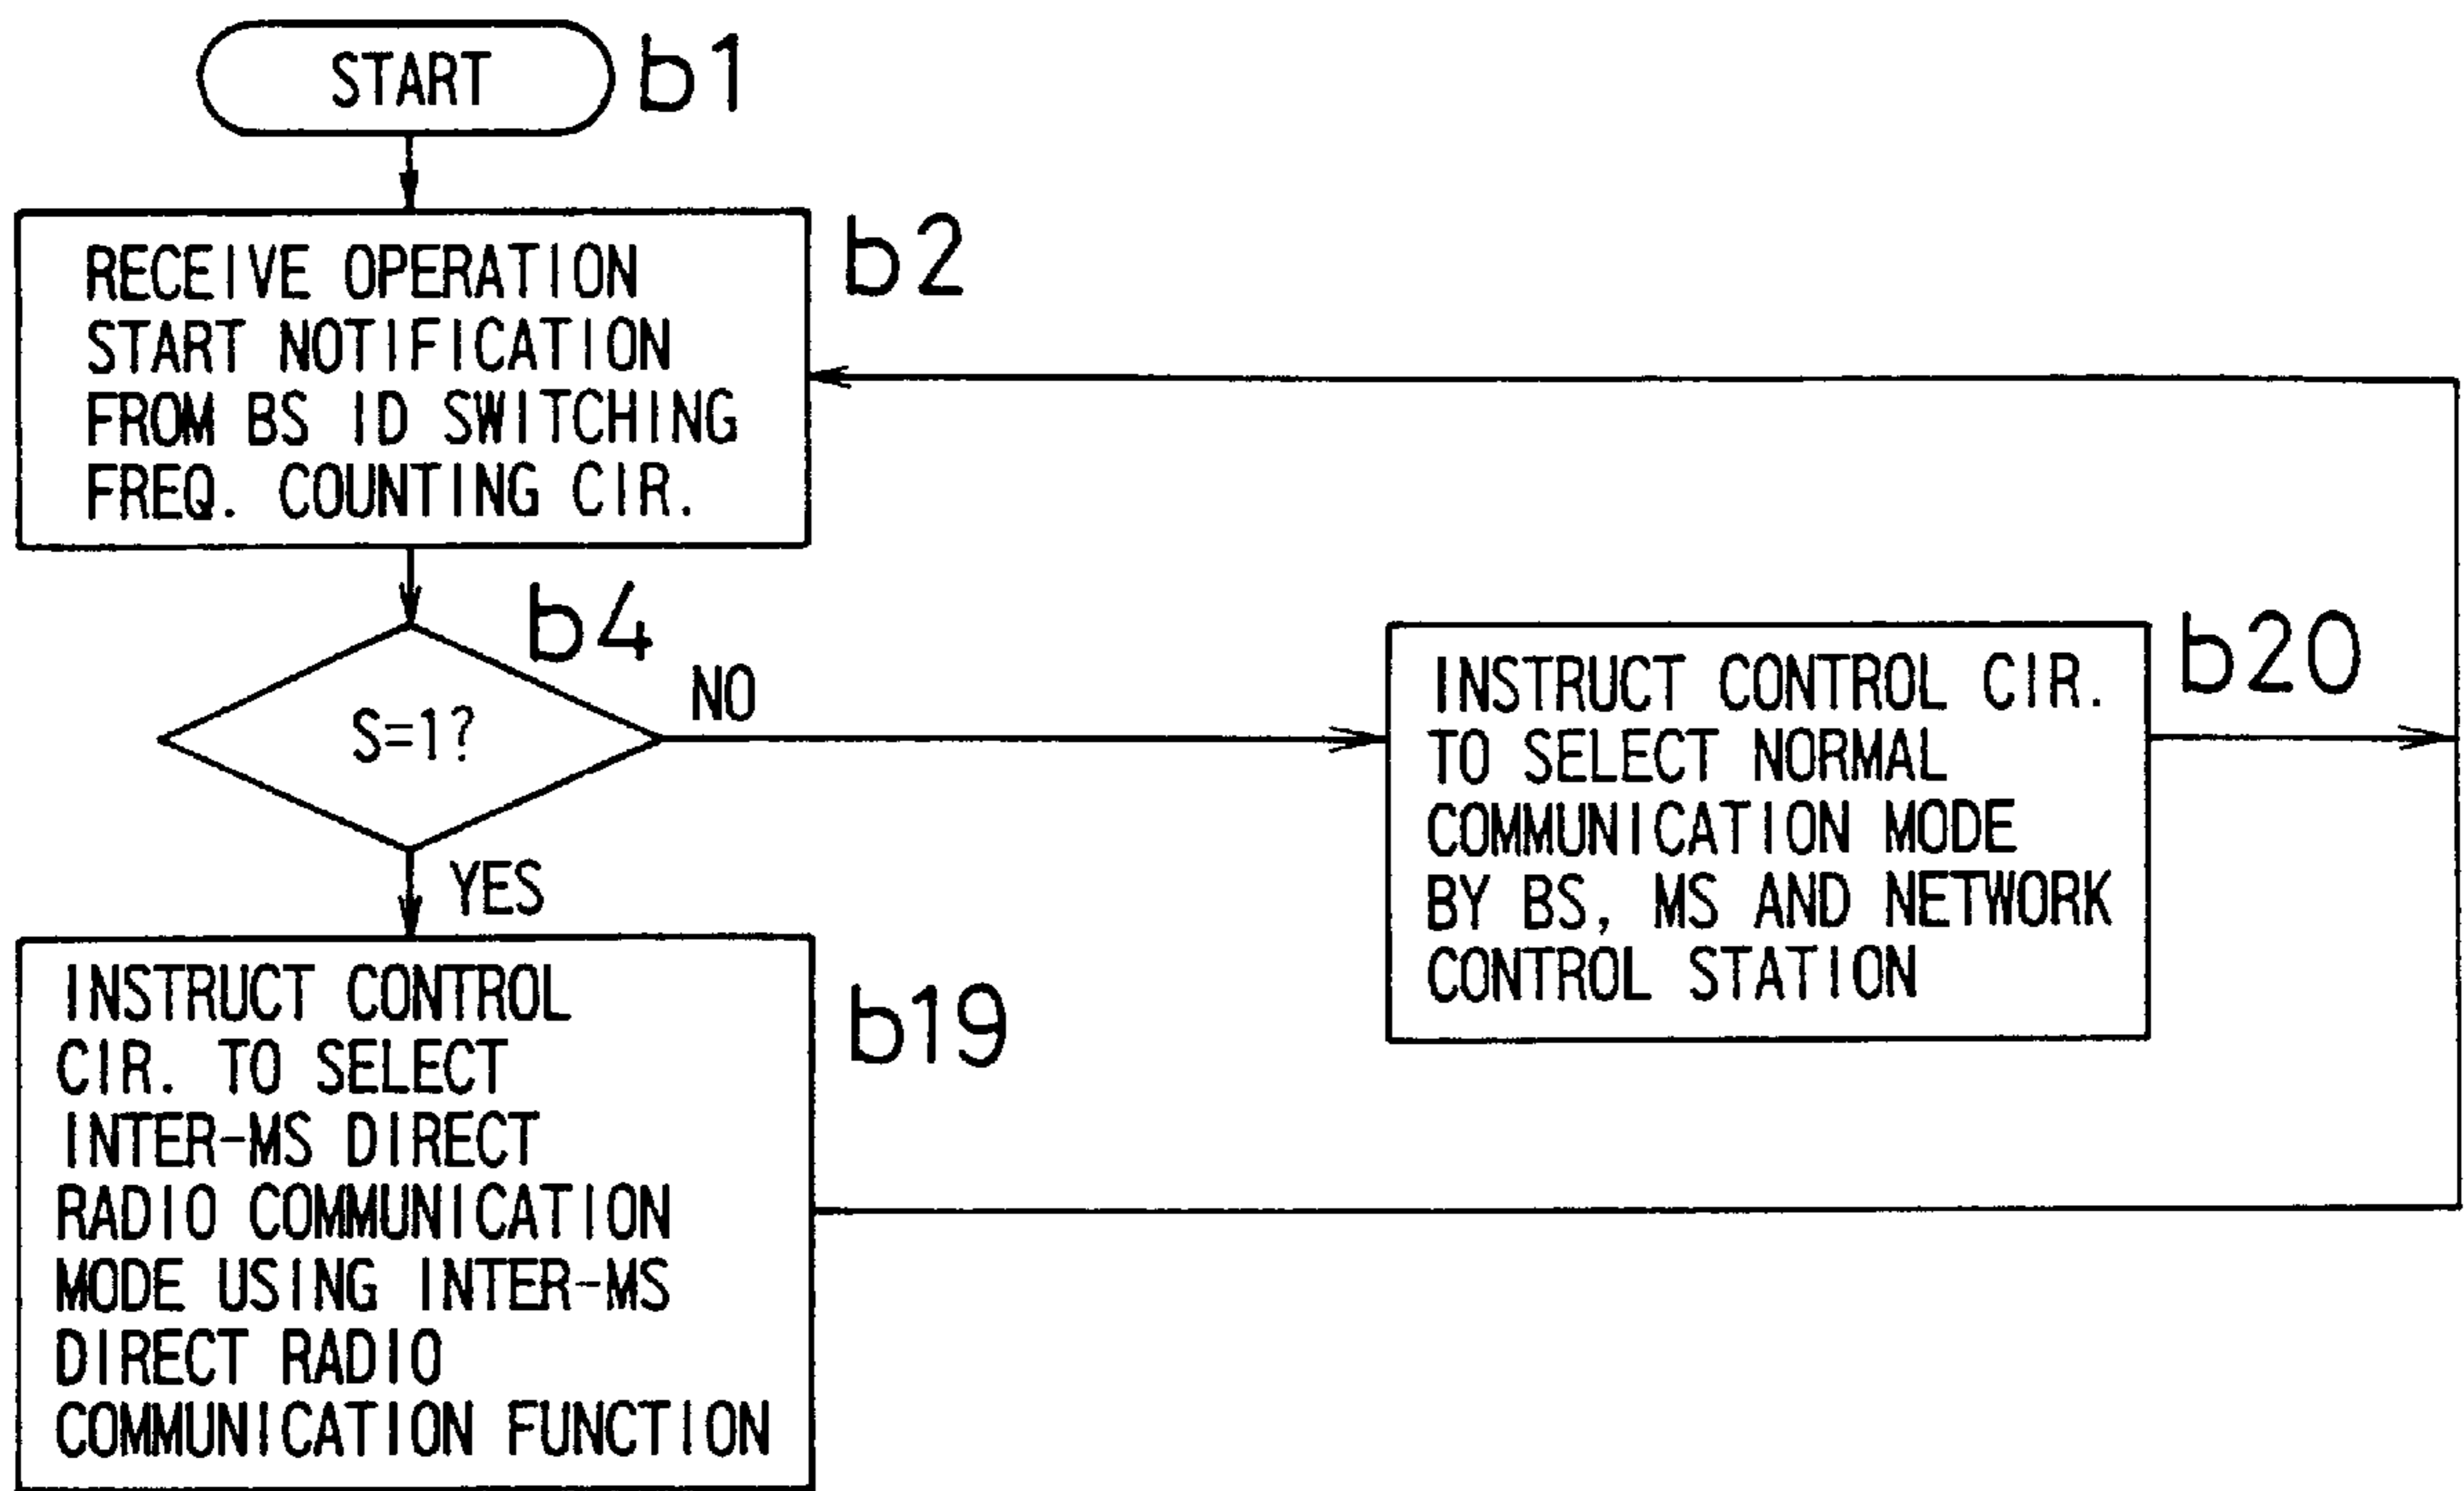 START
b1
RECEIVE OPERATION
START NOTIFICATION
FROM BS ID SWITCHING
FREQ. COUNTING CIR.
b2
b4
S=1?
NO
YES
INSTRUCT CONTROL CIR.
TO SELECT NORMAL
COMMUNICATION MODE
BY BS, MS AND NETWORK
CONTROL STATION
b20
INSTRUCT CONTROL
CIR. TO SELECT
INTER-MS DIRECT
RADIO COMMUNICATION
MODE USING INTER-MS
DIRECT RADIO
COMMUNICATION FUNCTION
b19